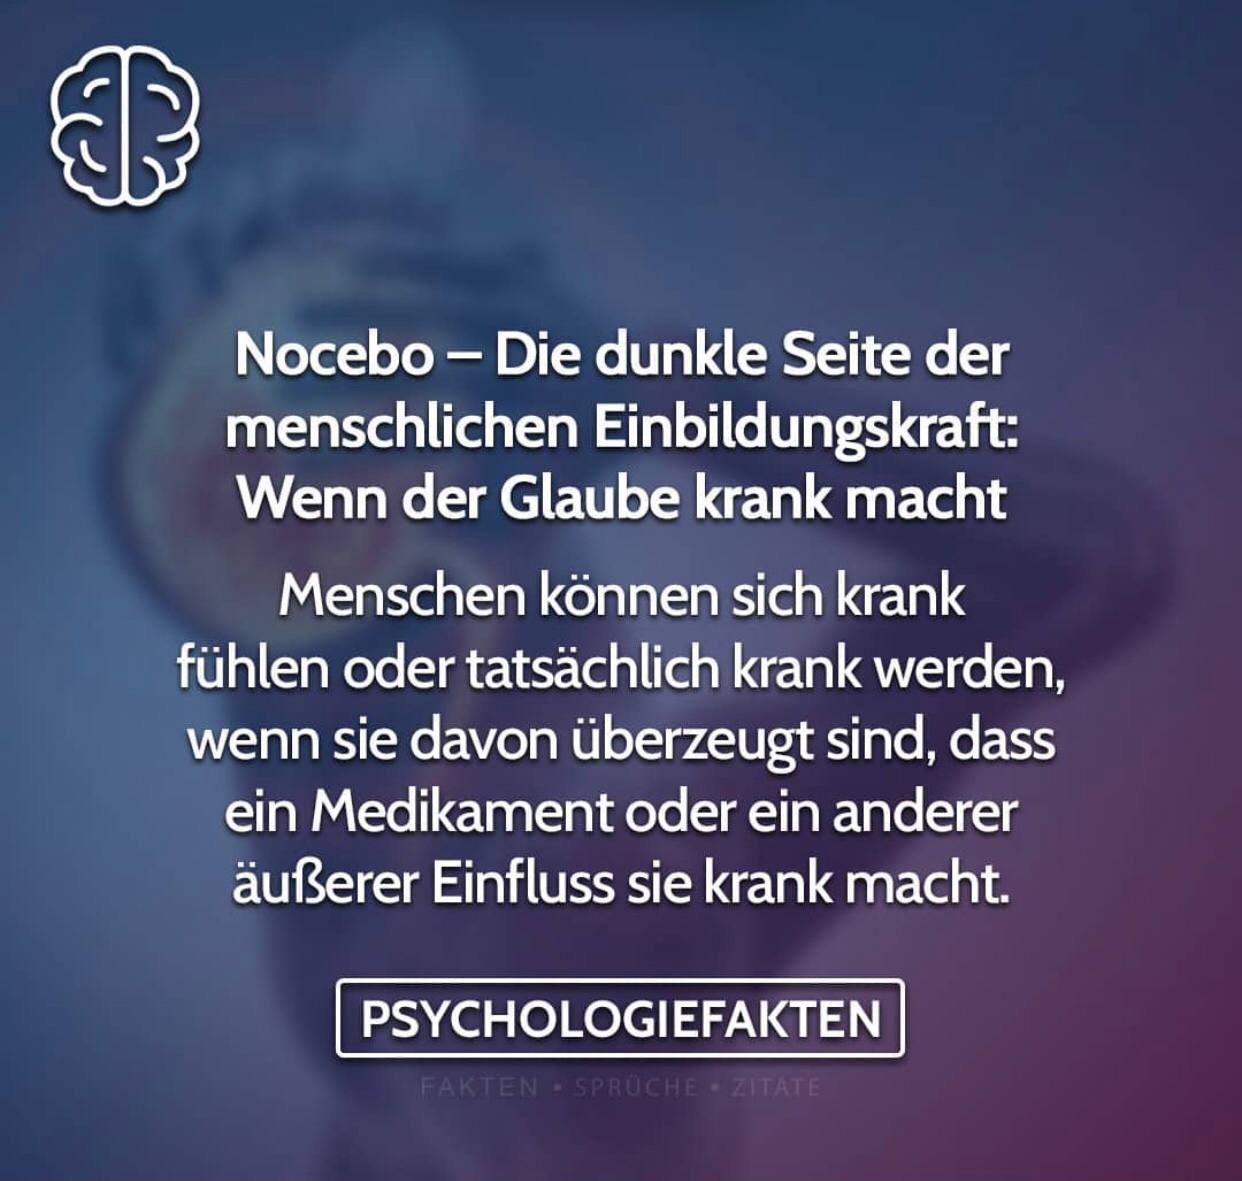 Nocebo – Die dunkle Seite der
menschlichen Einbildungskraft:
Wenn der Glaube krank macht
Menschen können sich krank
fühlen oder tatsächlich krank werden,
wenn sie davon überzeugt sind, dass
ein Medikament oder ein anderer
äußerer Einfluss sie krank macht.
PSYCHOLOGIEFAKTEN
FAKTEN • SPRÜCHE • ZITATE